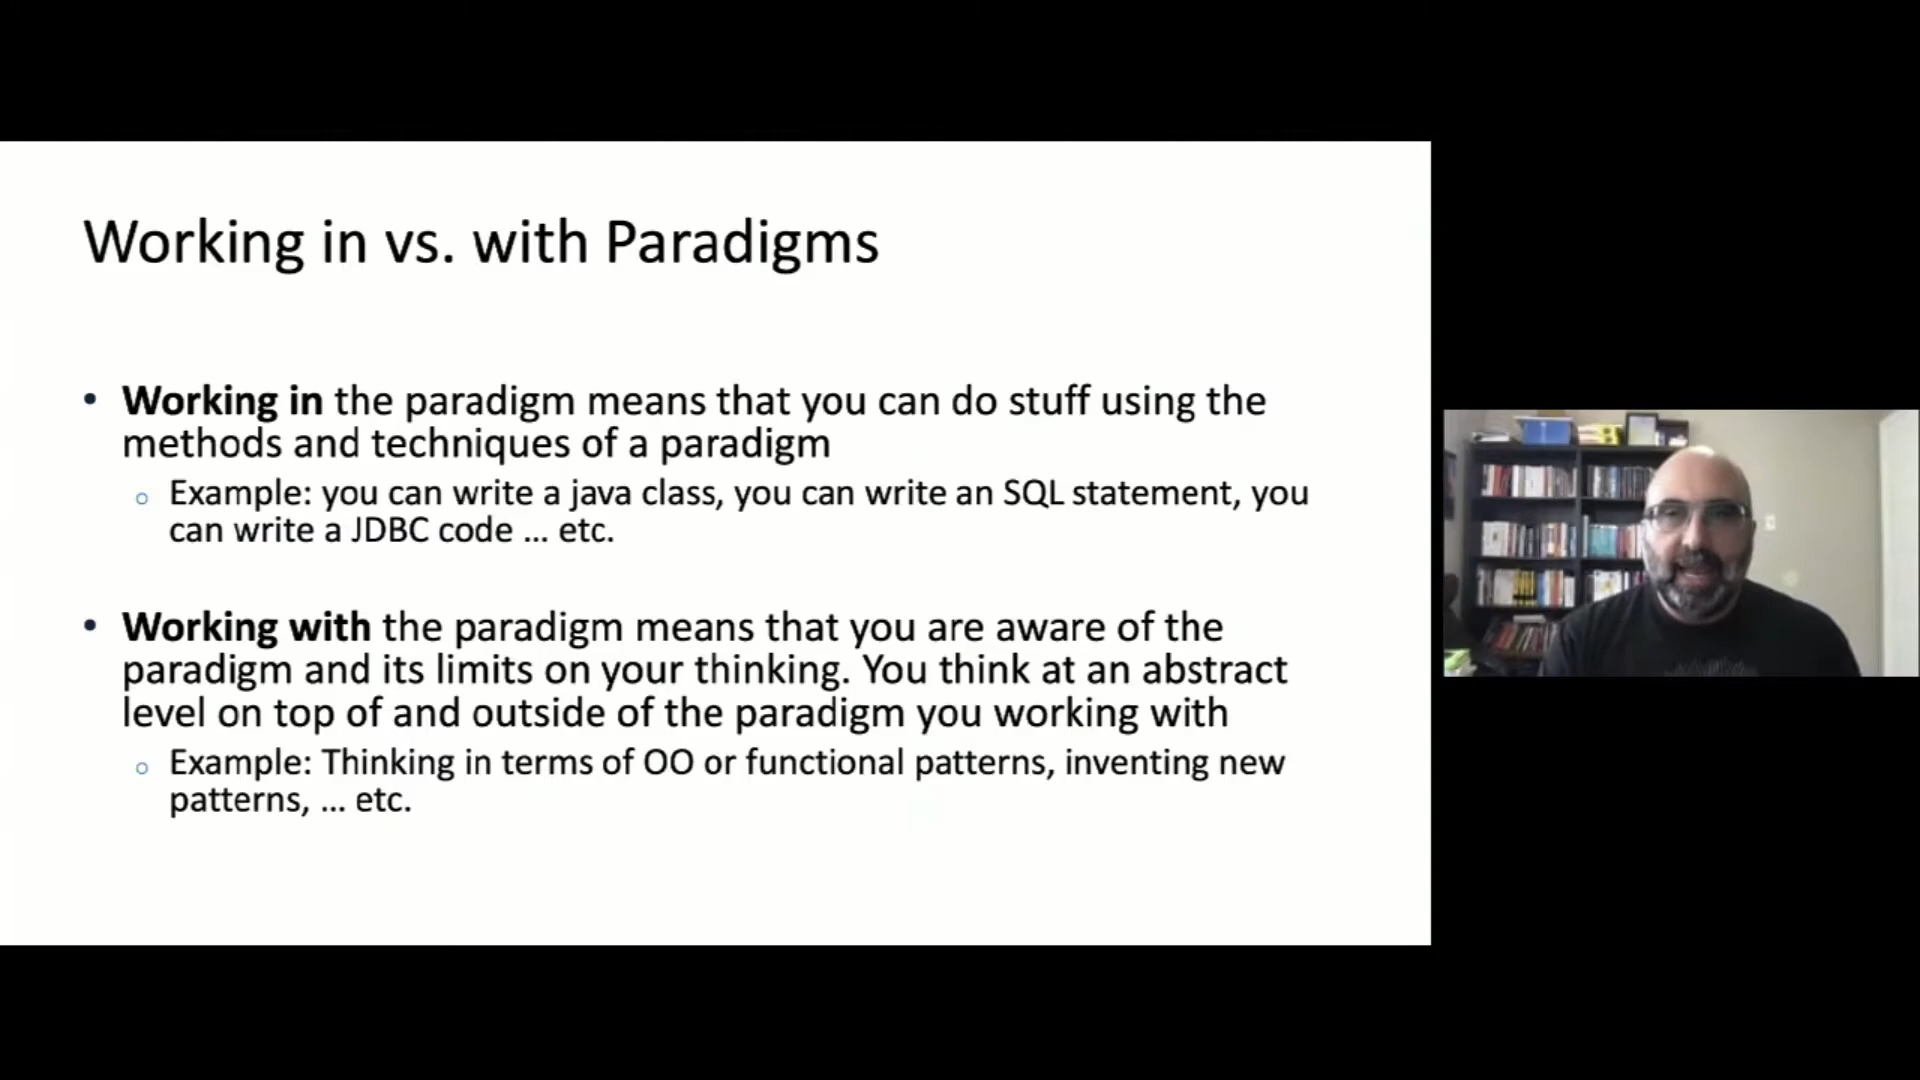 Working in vs. with Paradigms
• Working in the paradigm means that you can do stuff using the
methods and techniques of a paradigm
○ Example: you can write a java class, you can write an SQL statement, you
can write a JDBC code ... etc.
• Working with the paradigm means that you are aware of the
paradigm and its limits on your thinking. You think at an abstract
level on top of and outside of the paradigm you working with
○ Example: Thinking in terms of OO or functional patterns, inventing new
patterns, ... etc.